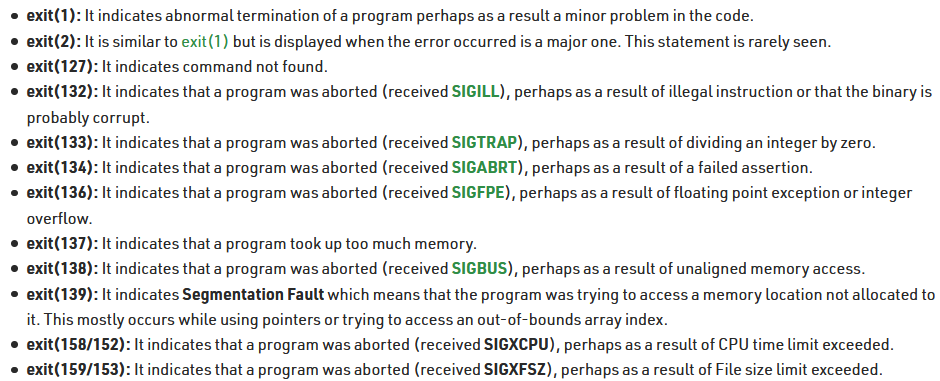 • exit(1): It indicates abnormal termination of a program perhaps as a result a minor problem in the code.
• exit(2): It is similar to exit(1) but is displayed when the error occurred is a major one. This statement is rarely seen.
• exit(127): It indicates command not found.
• exit(132): It indicates that a program was aborted (received SIGILL), perhaps as a result of illegal instruction or that the binary is
probably corrupt.
• exit(133): It indicates that a program was aborted (received SIGTRAP), perhaps as a result of dividing an integer by zero.
• exit(134): It indicates that a program was aborted (received SIGABRT), perhaps as a result of a failed assertion.
• exit(136): It indicates that a program was aborted (received SIGFPE), perhaps as a result of floating point exception or integer
overflow.
• exit(137): It indicates that a program took up too much memory.
• exit(138): It indicates that a program was aborted (received SIGBUS), perhaps as a result of unaligned memory access.
• exit(139): It indicates Segmentation Fault which means that the program was trying to access a memory location not allocated to
it. This mostly occurs while using pointers or trying to access an out-of-bounds array index.
• exit(158/152): It indicates that a program was aborted (received SIGXCPU), perhaps as a result of CPU time limit exceeded.
• exit(159/153): It indicates that a program was aborted (received SIGXFSZ), perhaps as a result of File size limit exceeded.